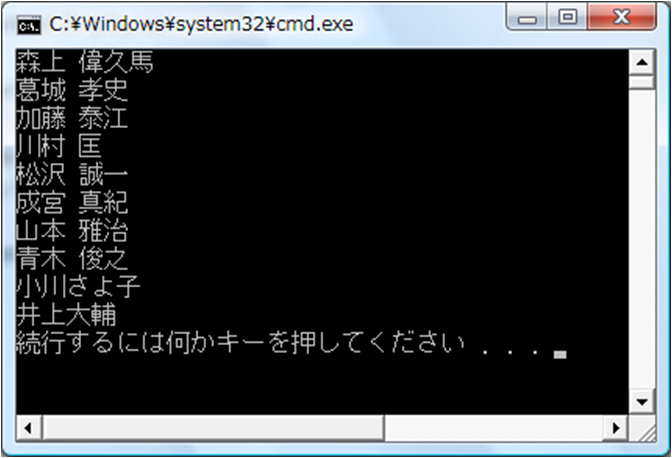 C:¥Windows¥system32¥cmd.exe
森上 偉久馬
葛城 孝史
加藤 泰江
川村 匡
松沢 誠一
成宮 真紀
山本 雅治
青木 俊之
小川さよ子
井上大輔
続行するには何かキーを押してください . . .